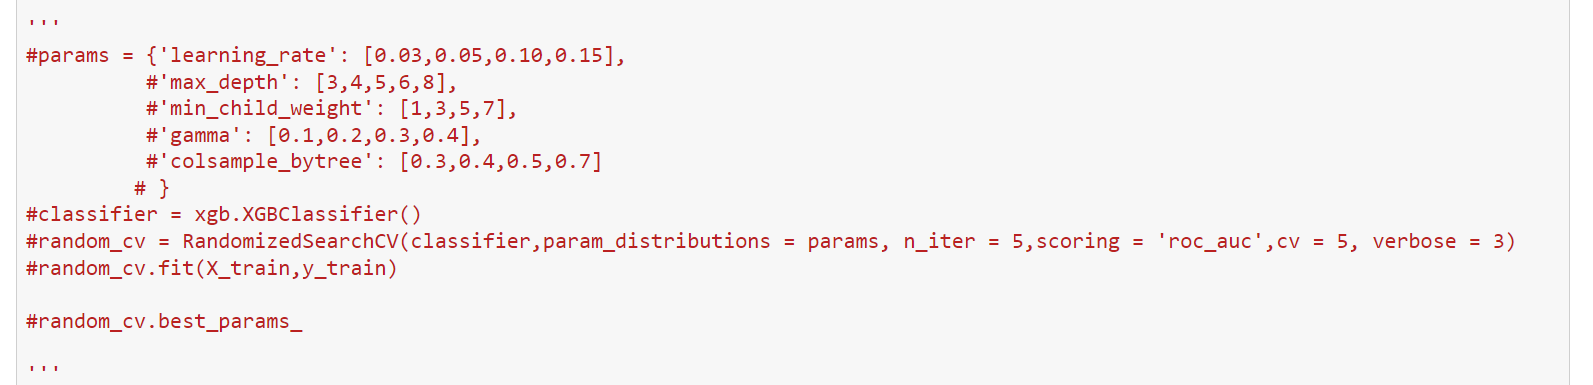 '''
#params = {'learning_rate': [0.03,0.05,0.10,0.15],
          #'max_depth': [3,4,5,6,8],
          #'min_child_weight': [1,3,5,7],
          #'gamma': [0.1,0.2,0.3,0.4],
          #'colsample_bytree': [0.3,0.4,0.5,0.7]
         # }
#classifier = xgb.XGBClassifier()
#random_cv = RandomizedSearchCV(classifier,param_distributions = params, n_iter = 5,scoring = 'roc_auc',cv = 5, verbose = 3)
#random_cv.fit(X_train,y_train)

#random_cv.best_params_

'''